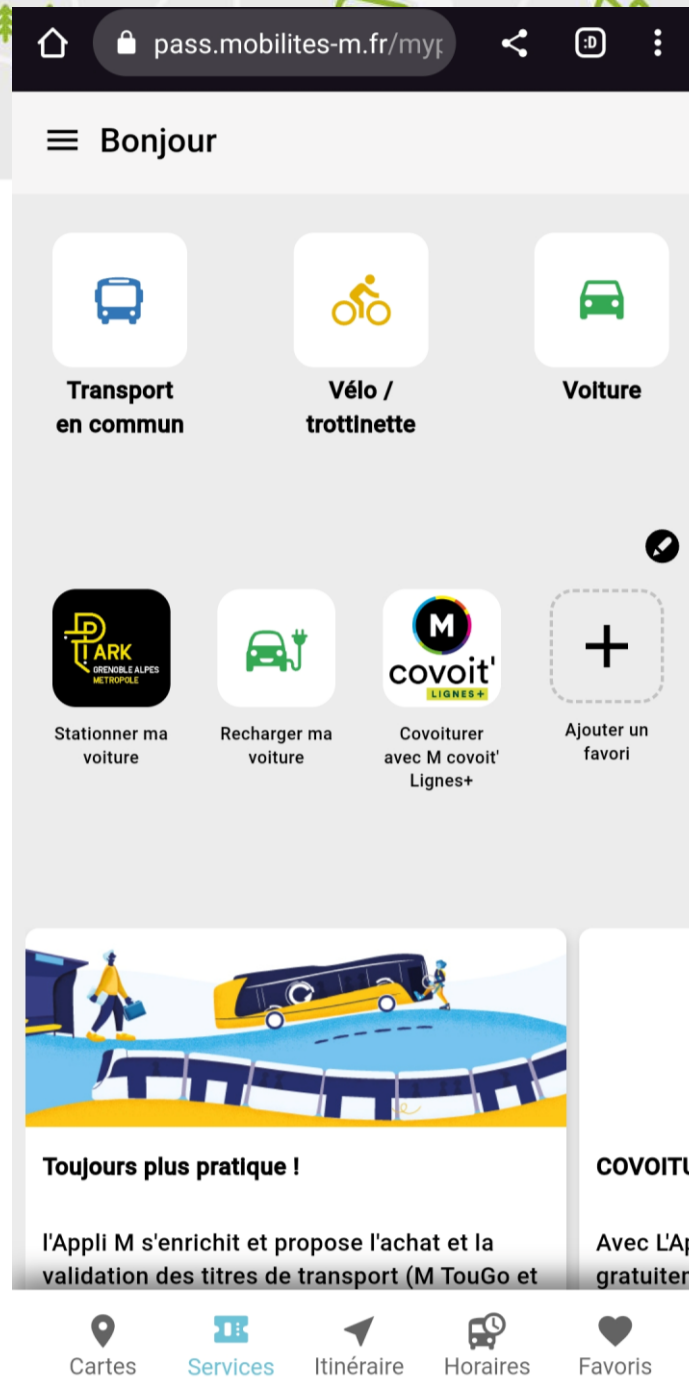 pass.mobilites-m.fr/myp
:D
Bonjour
Transport
en commun
Vélo /
trottinette
Voiture
PARK
GRENOBLE ALPES
METROPOLE
Stationner ma
voiture
Recharger ma
voiture
M
covoit'
LIGNES+
Covoiturer
avec M covoit'
Lignes+
Ajouter un
favori
Toujours plus pratique !
l'Appli M s'enrichit et propose l'achat et la
validation des titres de transport (M TouGo et
COVOITU
Avec L'Ap
gratuiten
Cartes
Services
Itinéraire
Horaires
Favoris